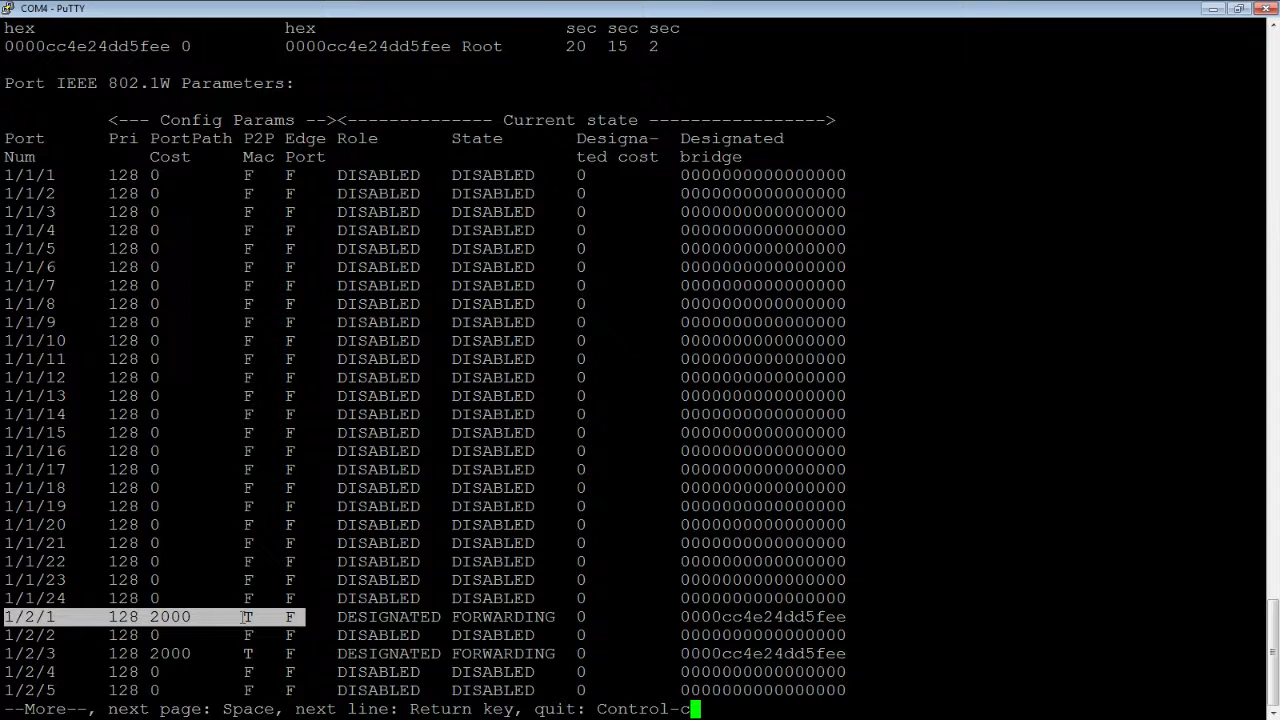 COM4 - PuTTY
hex hex sec sec sec
0000cc4e24dd5fee 0 0000cc4e24dd5fee Root 20 15 2
Port IEEE 802.1W Parameters:
<--- Config Params --><-------------- Current state ---------------->
Port Pri PortPath P2P Edge Role State Designa- Designated
Num Cost Mac Port ted cost bridge
1/1/1 128 0 F F DISABLED DISABLED 0 0000000000000000
1/1/2 128 0 F F DISABLED DISABLED 0 0000000000000000
1/1/3 128 0 F F DISABLED DISABLED 0 0000000000000000
1/1/4 128 0 F F DISABLED DISABLED 0 0000000000000000
1/1/5 128 0 F F DISABLED DISABLED 0 0000000000000000
1/1/6 128 0 F F DISABLED DISABLED 0 0000000000000000
1/1/7 128 0 F F DISABLED DISABLED 0 0000000000000000
1/1/8 128 0 F F DISABLED DISABLED 0 0000000000000000
1/1/9 128 0 F F DISABLED DISABLED 0 0000000000000000
1/1/10 128 0 F F DISABLED DISABLED 0 0000000000000000
1/1/11 128 0 F F DISABLED DISABLED 0 0000000000000000
1/1/12 128 0 F F DISABLED DISABLED 0 0000000000000000
1/1/13 128 0 F F DISABLED DISABLED 0 0000000000000000
1/1/14 128 0 F F DISABLED DISABLED 0 0000000000000000
1/1/15 128 0 F F DISABLED DISABLED 0 0000000000000000
1/1/16 128 0 F F DISABLED DISABLED 0 0000000000000000
1/1/17 128 0 F F DISABLED DISABLED 0 0000000000000000
1/1/18 128 0 F F DISABLED DISABLED 0 0000000000000000
1/1/19 128 0 F F DISABLED DISABLED 0 0000000000000000
1/1/20 128 0 F F DISABLED DISABLED 0 0000000000000000
1/1/21 128 0 F F DISABLED DISABLED 0 0000000000000000
1/1/22 128 0 F F DISABLED DISABLED 0 0000000000000000
1/1/23 128 0 F F DISABLED DISABLED 0 0000000000000000
1/1/24 128 0 F F DISABLED DISABLED 0 0000000000000000
1/2/1 128 2000 T F DESIGNATED FORWARDING 0 0000cc4e24dd5fee
1/2/2 128 0 F F DISABLED DISABLED 0 0000000000000000
1/2/3 128 2000 T F DESIGNATED FORWARDING 0 0000cc4e24dd5fee
1/2/4 128 0 F F DISABLED DISABLED 0 0000000000000000
1/2/5 128 0 F F DISABLED DISABLED 0 0000000000000000
--More--, next page: Space, next line: Return key, quit: Control-c